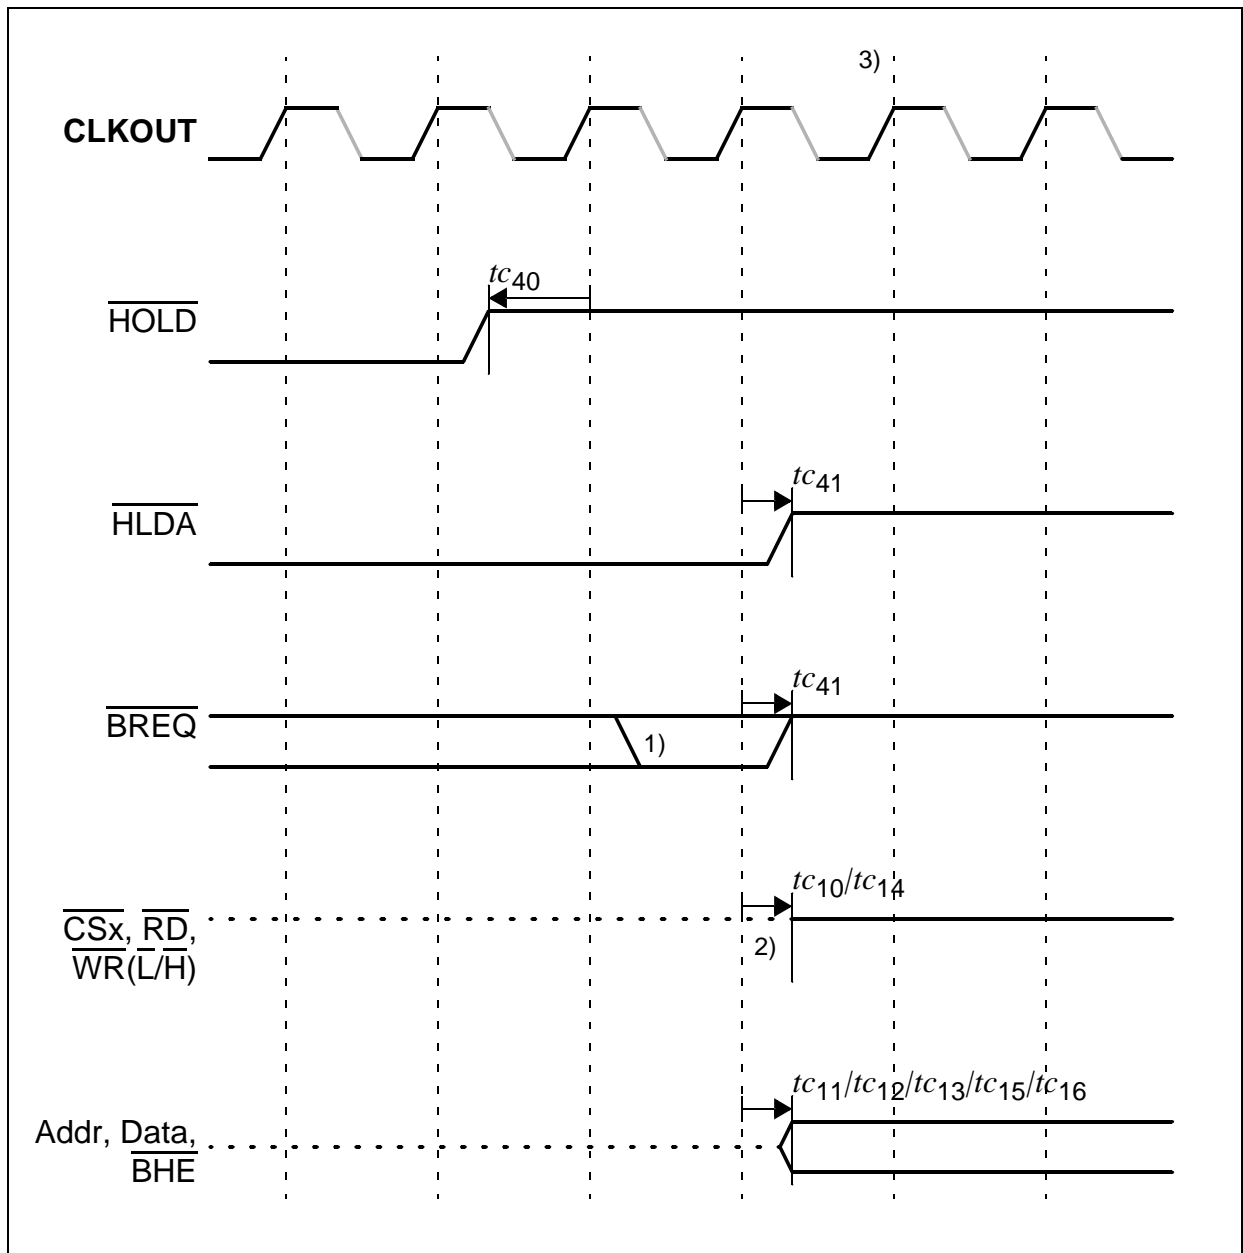 3)
CLKOUT
tc40
HOLD
tc41
HLDA
tc41
BREQ
1)
tc10/tc14
CSx, RD,
WR(L/H)
2)
tc11/tc12/tc13/tc15/tc16
Addr, Data,
BHE